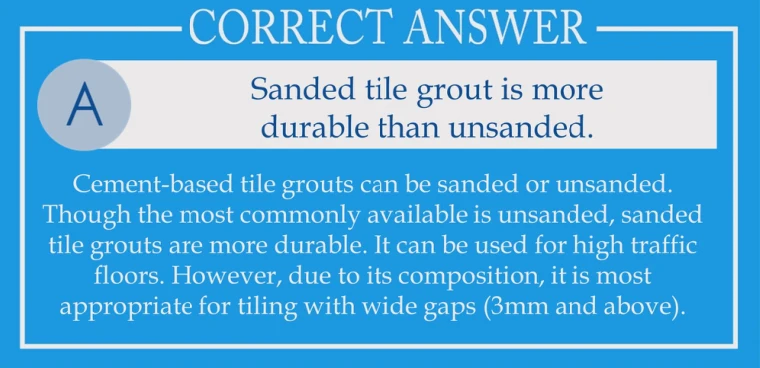 CORRECT ANSWER
A
Sanded tile grout is more
durable than unsanded.
Cement-based tile grouts can be sanded or unsanded.
Though the most commonly available is unsanded, sanded
tile grouts are more durable. It can be used for high traffic
floors. However, due to its composition, it is most
appropriate for tiling with wide gaps (3mm and above).